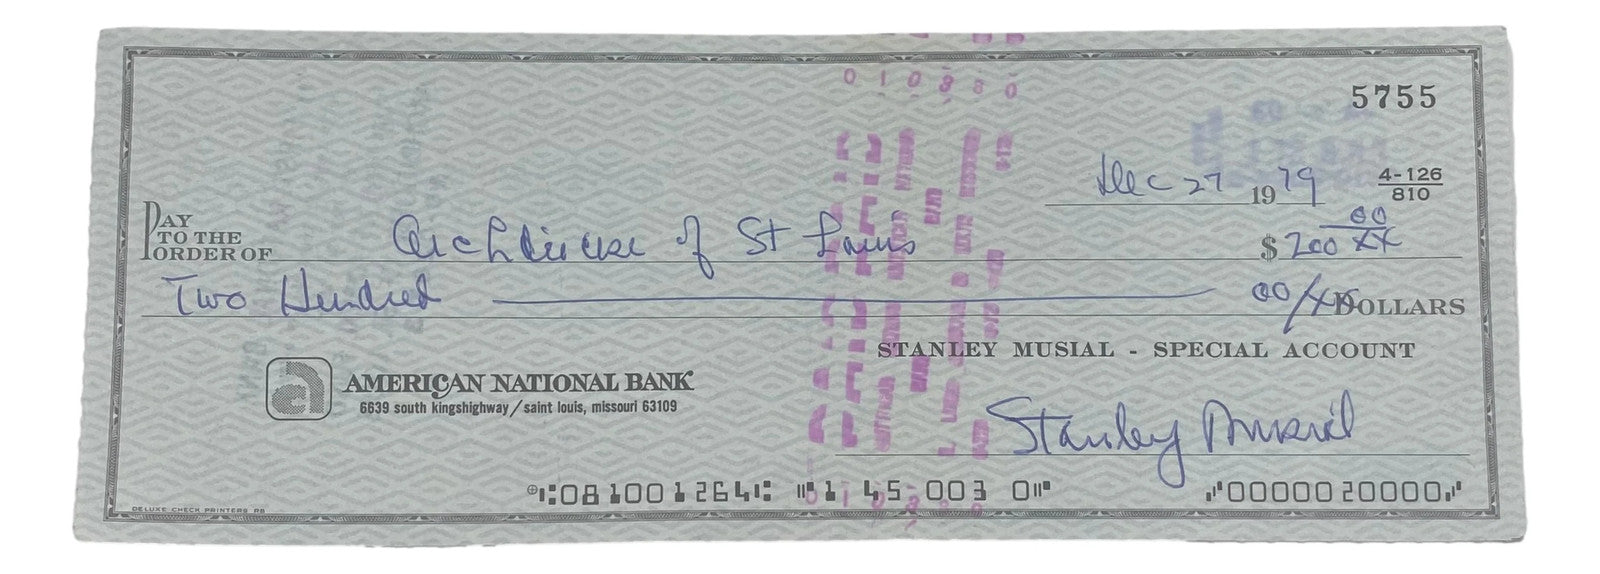 5755
Dec 27 1979 4-126/810
PAY TO THE ORDER OF Archdiocese of St Louis $200 00/XX
Two Hundred 00/XX DOLLARS
STANLEY MUSIAL - SPECIAL ACCOUNT
a AMERICAN NATIONAL BANK
6639 south kingshighway/saint louis, missouri 63109
Stanley Musial
⑆081001264⑆ ⑈145 003 0⑈ ⑈0000020000⑈
DELUXE CHECK PRINTERS